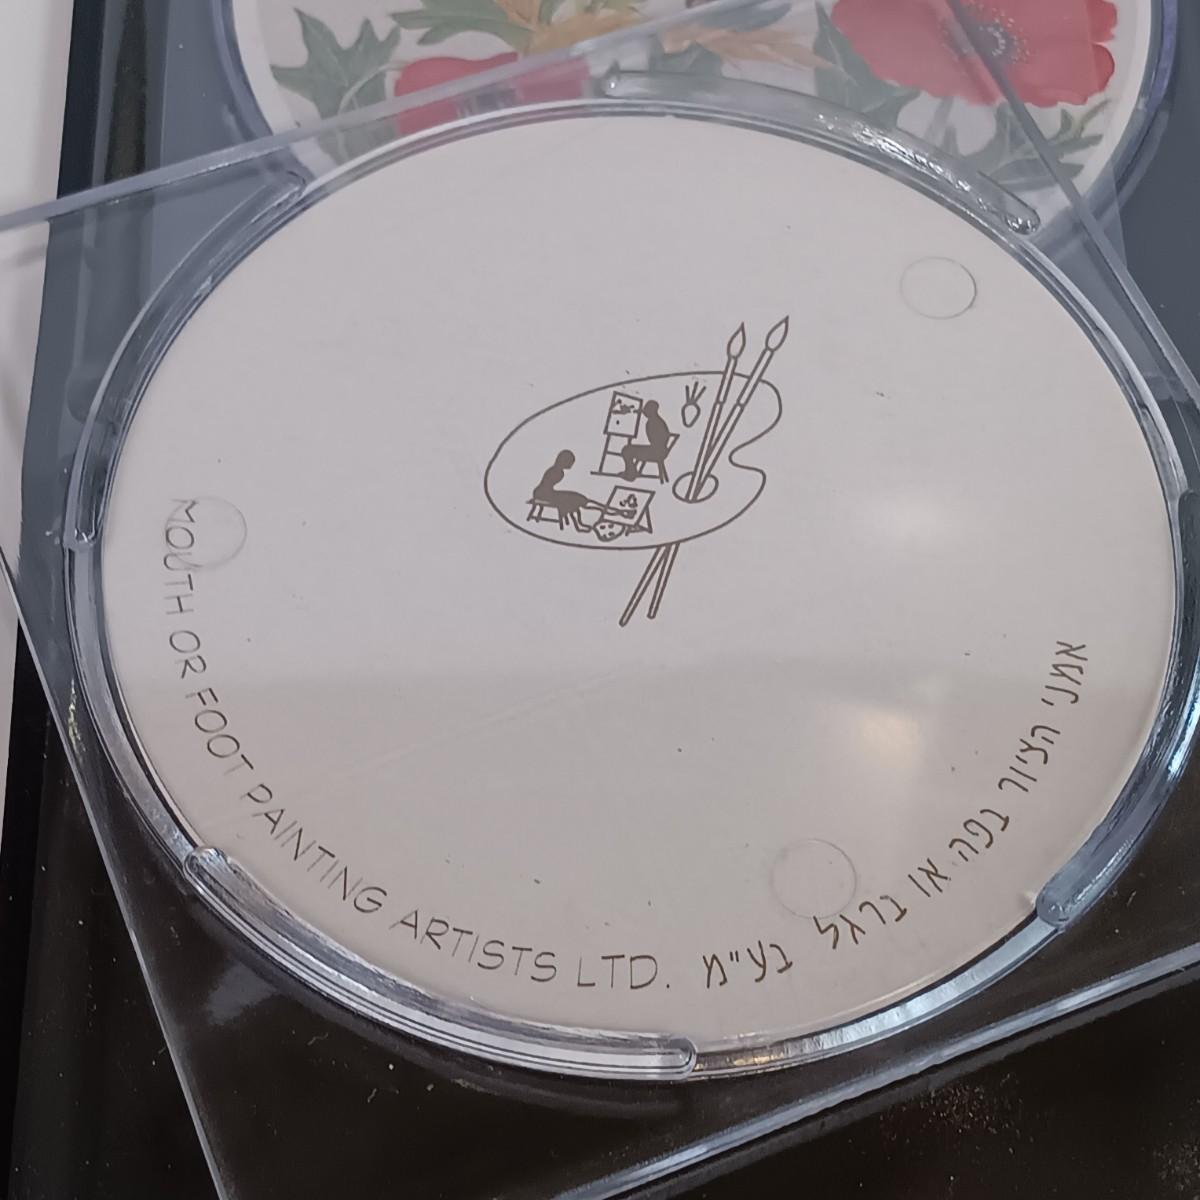 MOUTH OR FOOT PAINTING ARTISTS LTD.
אמני הציור בפה או ברגל בע"מ